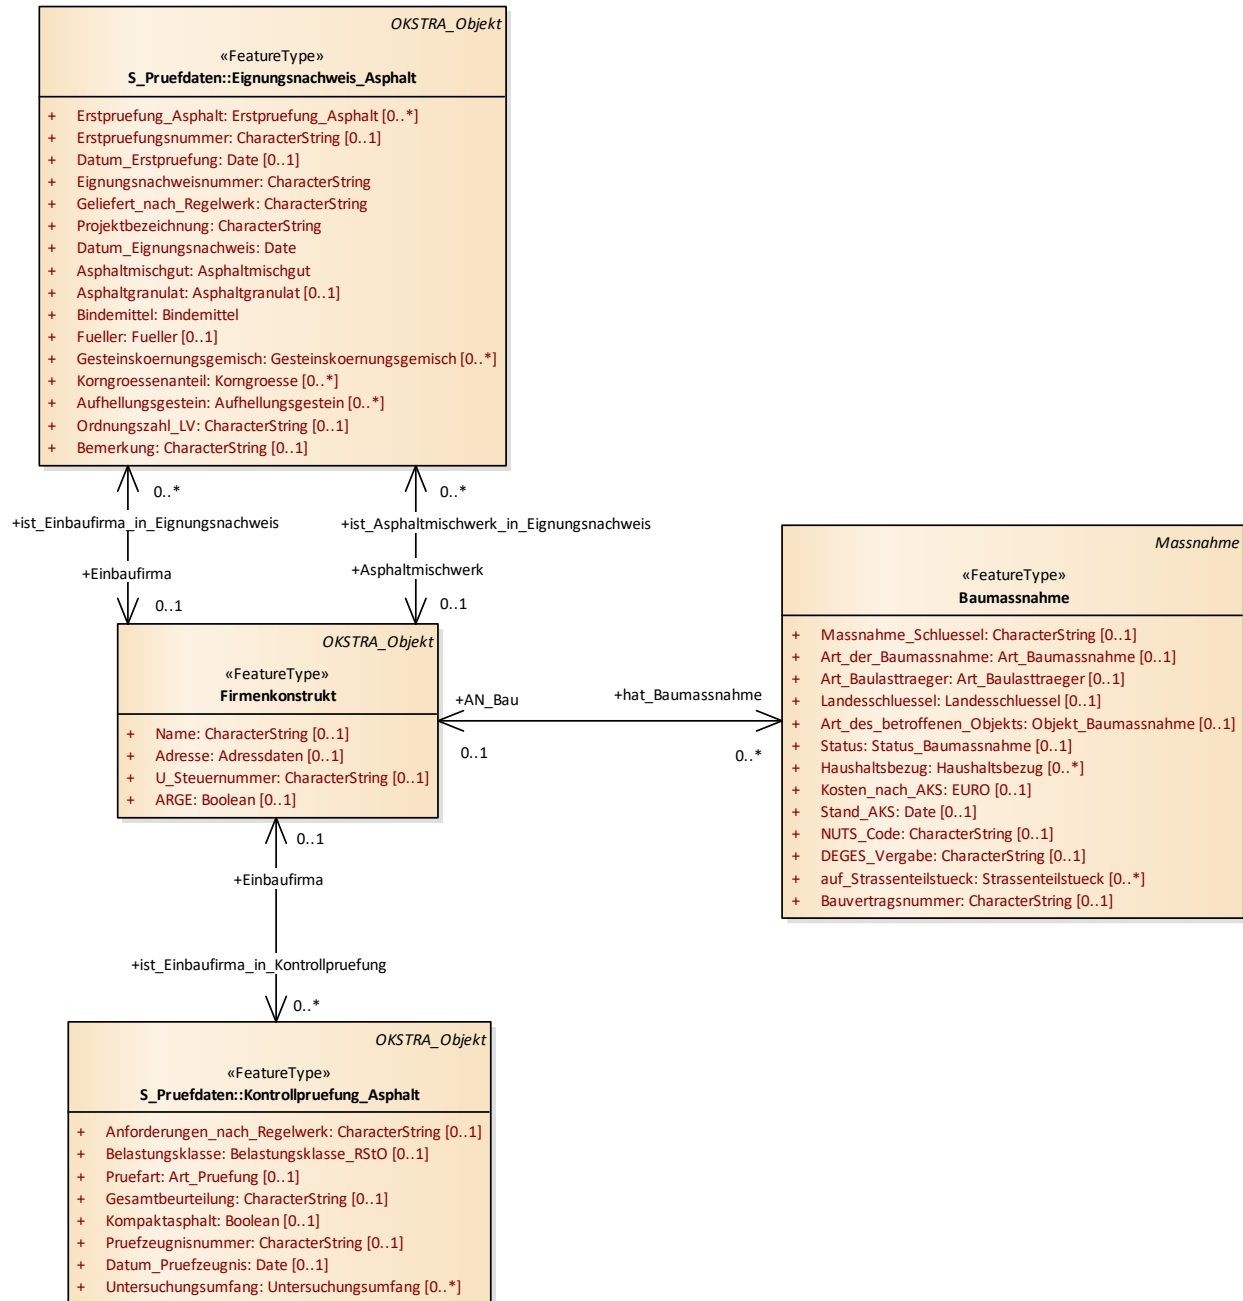 OKSTRA_Objekt
«FeatureType»
S_Pruefdaten::Eignungsnachweis_Asphalt
+ Erstpruefung_Asphalt: Erstpruefung_Asphalt [0..*]
+ Erstpruefungsnummer: CharacterString [0..1]
+ Datum_Erstpruefung: Date [0..1]
+ Eignungsnachweisnummer: CharacterString
+ Geliefert_nach_Regelwerk: CharacterString
+ Projektbezeichnung: CharacterString
+ Datum_Eignungsnachweis: Date
+ Asphaltmischgut: Asphaltmischgut
+ Asphaltgranulat: Asphaltgranulat [0..1]
+ Bindemittel: Bindemittel
+ Fueller: Fueller [0..1]
+ Gesteinskoernungsgemisch: Gesteinskoernungsgemisch [0..*]
+ Korngroessenanteil: Korngroesse [0..*]
+ Aufhellungsgestein: Aufhellungsgestein [0..*]
+ Ordnungszahl_LV: CharacterString [0..1]
+ Bemerkung: CharacterString [0..1]
0..* 0..*
+ist_Einbaufirma_in_Eignungsnachweis +ist_Asphaltmischwerk_in_Eignungsnachweis
+Einbaufirma +Asphaltmischwerk
0..1 0..1
OKSTRA_Objekt
«FeatureType»
Firmenkonstrukt
+ Name: CharacterString [0..1]
+ Adresse: Adressdaten [0..1]
+ U_Steuernummer: CharacterString [0..1]
+ ARGE: Boolean [0..1]
+AN_Bau +hat_Baumassnahme
0..1 0..*
Massnahme
«FeatureType»
Baumassnahme
+ Massnahme_Schluessel: CharacterString [0..1]
+ Art_der_Baumassnahme: Art_Baumassnahme [0..1]
+ Art_Baulasttraeger: Art_Baulasttraeger [0..1]
+ Landesschluessel: Landesschluessel [0..1]
+ Art_des_betroffenen_Objekts: Objekt_Baumassnahme [0..1]
+ Status: Status_Baumassnahme [0..1]
+ Haushaltsbezug: Haushaltsbezug [0..*]
+ Kosten_nach_AKS: EURO [0..1]
+ Stand_AKS: Date [0..1]
+ NUTS_Code: CharacterString [0..1]
+ DEGES_Vergabe: CharacterString [0..1]
+ auf_Strassenteilstueck: Strassenteilstueck [0..*]
+ Bauvertragsnummer: CharacterString [0..1]
0..1
+Einbaufirma
+ist_Einbaufirma_in_Kontrollpruefung
0..*
OKSTRA_Objekt
«FeatureType»
S_Pruefdaten::Kontrollpruefung_Asphalt
+ Anforderungen_nach_Regelwerk: CharacterString [0..1]
+ Belastungsklasse: Belastungsklasse_RStO [0..1]
+ Pruefart: Art_Pruefung [0..1]
+ Gesamtbeurteilung: CharacterString [0..1]
+ Kompaktasphalt: Boolean [0..1]
+ Pruefzeugnisnummer: CharacterString [0..1]
+ Datum_Pruefzeugnis: Date [0..1]
+ Untersuchungsumfang: Untersuchungsumfang [0..*]